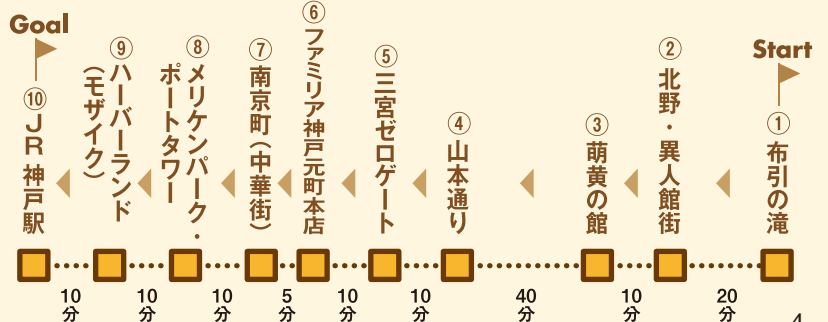 Start
① 布引の滝
② 北野・異人館街
③ 萌黄の館
④ 山本通り
⑤ 三宮ゼロゲート
⑥ ファミリア神戸元町本店
⑦ 南京町（中華街）
⑧ メリケンパーク・
ポートタワー
⑨ ハーバーランド
（モザイク）
Goal
⑩ JR 神戸駅
20分
10分
40分
10分
10分
5分
10分
10分
10分
4